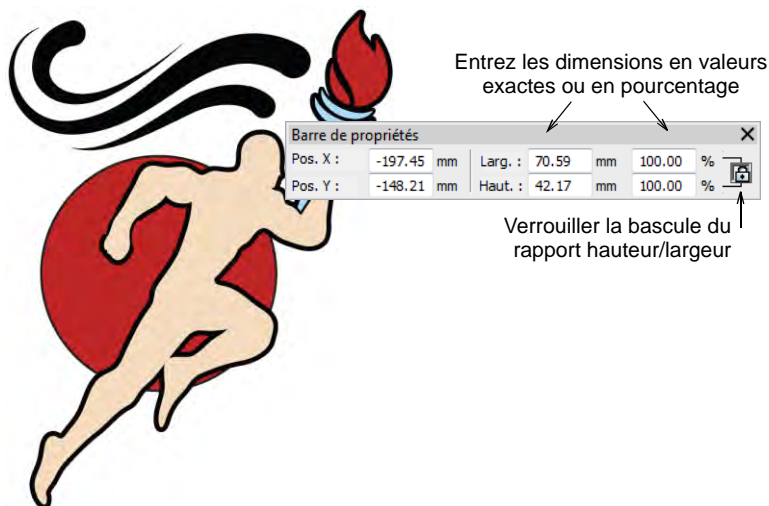 Entrez les dimensions en valeurs
exactes ou en pourcentage
Barre de propriétés
Pos. X : -197.45 mm Larg. : 70.59 mm 100.00 %
Pos. Y : -148.21 mm Haut. : 42.17 mm 100.00 %
Verrouiller la bascule du
rapport hauteur/largeur